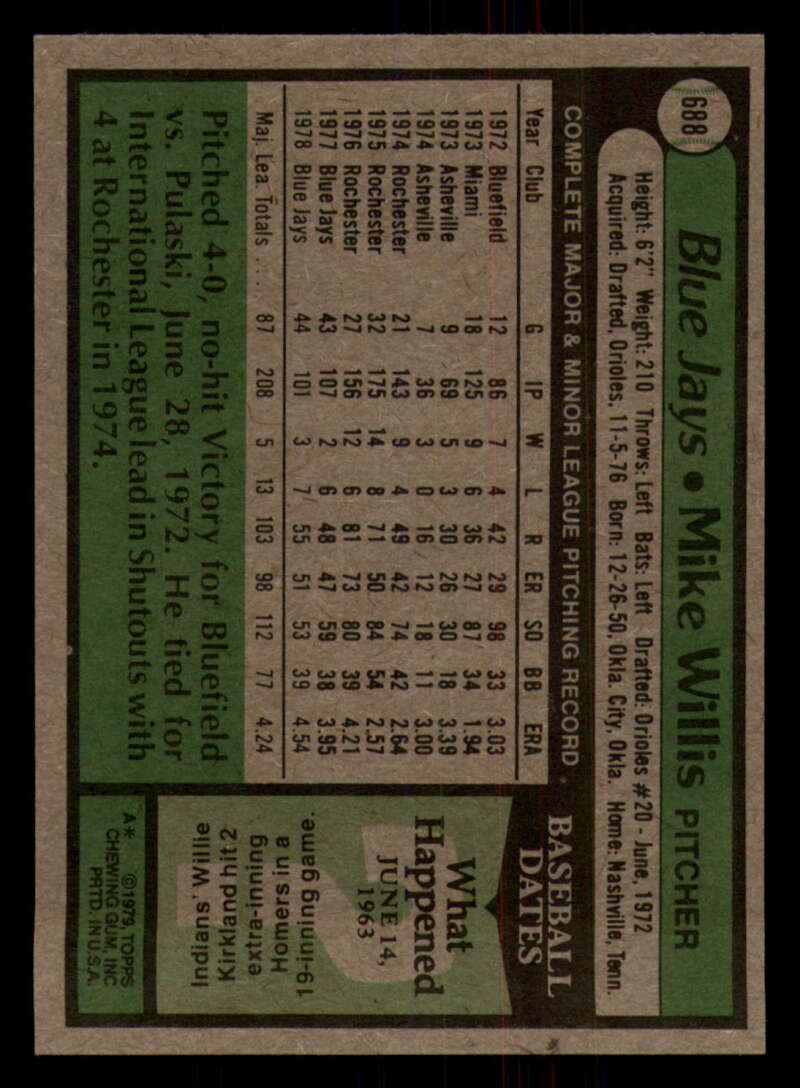 688
Blue Jays • Mike Willis PITCHER
Height: 6'2" Weight: 210 Throws: Left Bats: Left Drafted: Orioles #20 - June, 1972
Acquired: Drafted, Orioles, 11-5-76 Born: 12-26-50, Okla. City, Okla. Home: Nashville, Tenn.
COMPLETE MAJOR & MINOR LEAGUE PITCHING RECORD
Year Club G IP W L R ER SO BB ERA
1972 Bluefield 12 86 7 4 42 29 98 33 3.03
1973 Miami 18 125 9 6 36 27 87 34 1.94
1973 Asheville 9 69 5 3 30 26 30 18 3.39
1974 Asheville 7 36 3 0 16 12 18 11 3.00
1974 Rochester 21 143 9 4 49 42 74 42 2.64
1975 Rochester 32 175 14 8 71 50 84 54 2.57
1976 Rochester 27 156 12 6 81 73 80 39 4.21
1977 Blue Jays 43 107 2 6 48 47 59 38 3.95
1978 Blue Jays 44 101 3 7 55 51 53 39 4.54
Maj. Lea. Totals .... 87 208 5 13 103 98 112 77 4.24
Pitched 4-0, no-hit Victory for Bluefield
vs. Pulaski, June 28, 1972. He tied for
International League lead in Shutouts with
4 at Rochester in 1974.
BASEBALL
DATES
What
Happened
JUNE 14,
1963
Indians' Willie
Kirkland hit 2
extra-inning
Homers in a
19-inning game.
A* ©1979, TOPPS
CHEWING GUM, INC
PRTD. IN U.S.A.